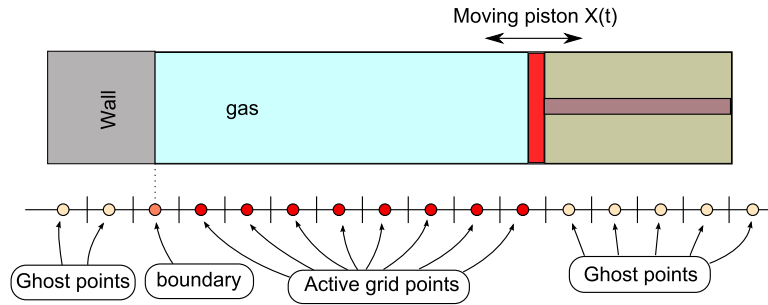 Moving piston X(t)
Wall
gas
Ghost points
boundary
Active grid points
Ghost points